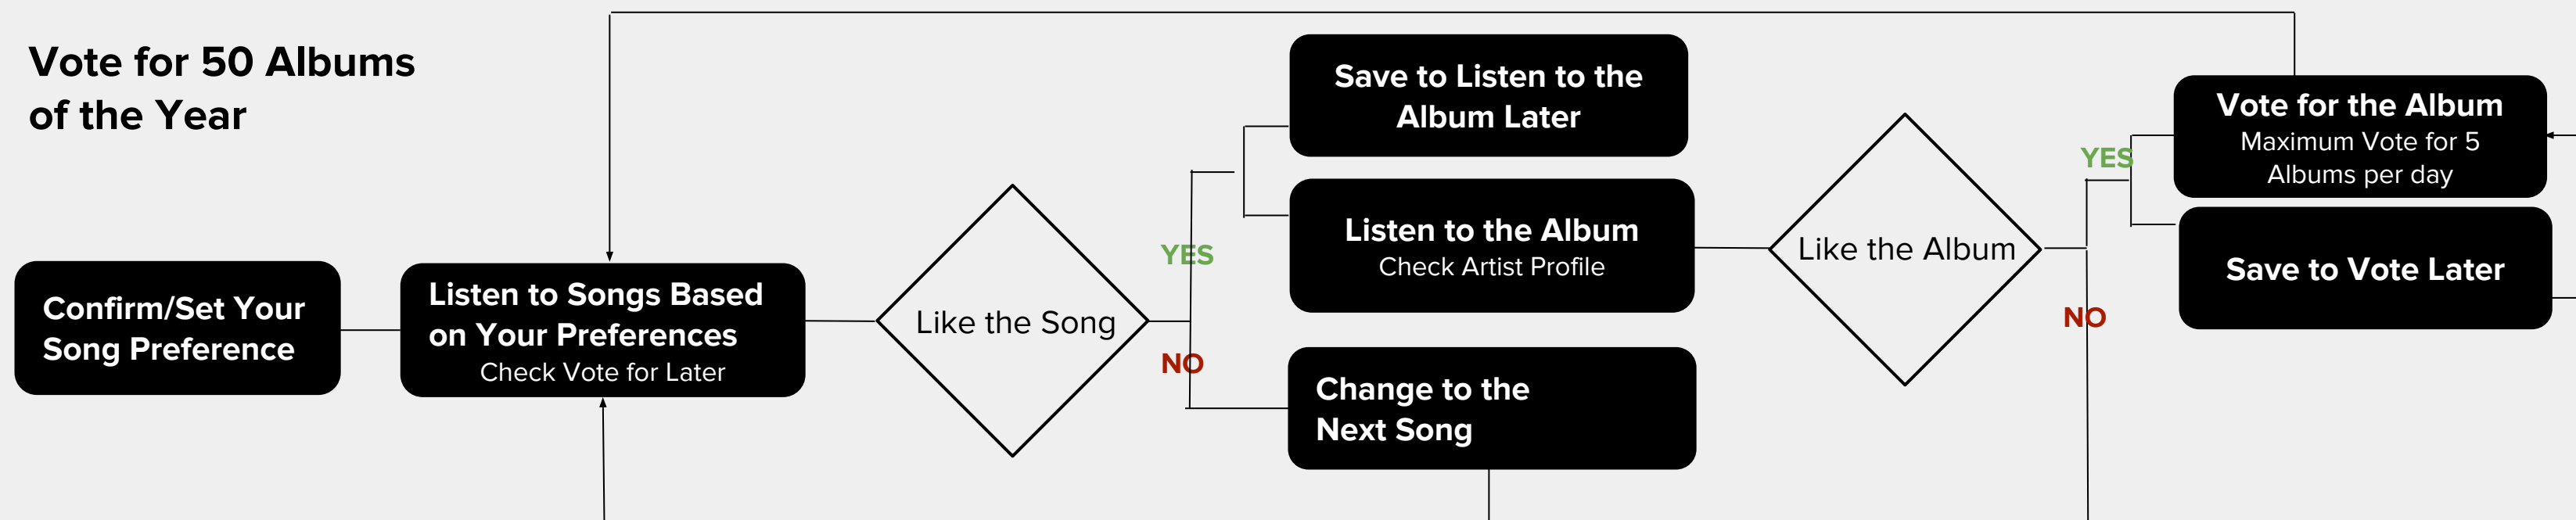 Vote for 50 Albums
of the Year
Confirm/Set Your
Song Preference
Listen to Songs Based
on Your Preferences
Check Vote for Later
Like the Song
YES
NO
Save to Listen to the
Album Later
Listen to the Album
Check Artist Profile
Change to the
Next Song
Like the Album
YES
NO
Vote for the Album
Maximum Vote for 5
Albums per day
Save to Vote Later